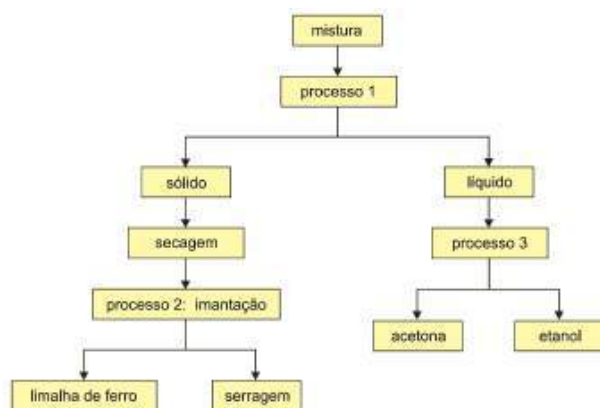 mistura
processo 1
sólido
líquido
secagem
processo 3
processo 2: imantação
acetona
etanol
limalha de ferro
serragem